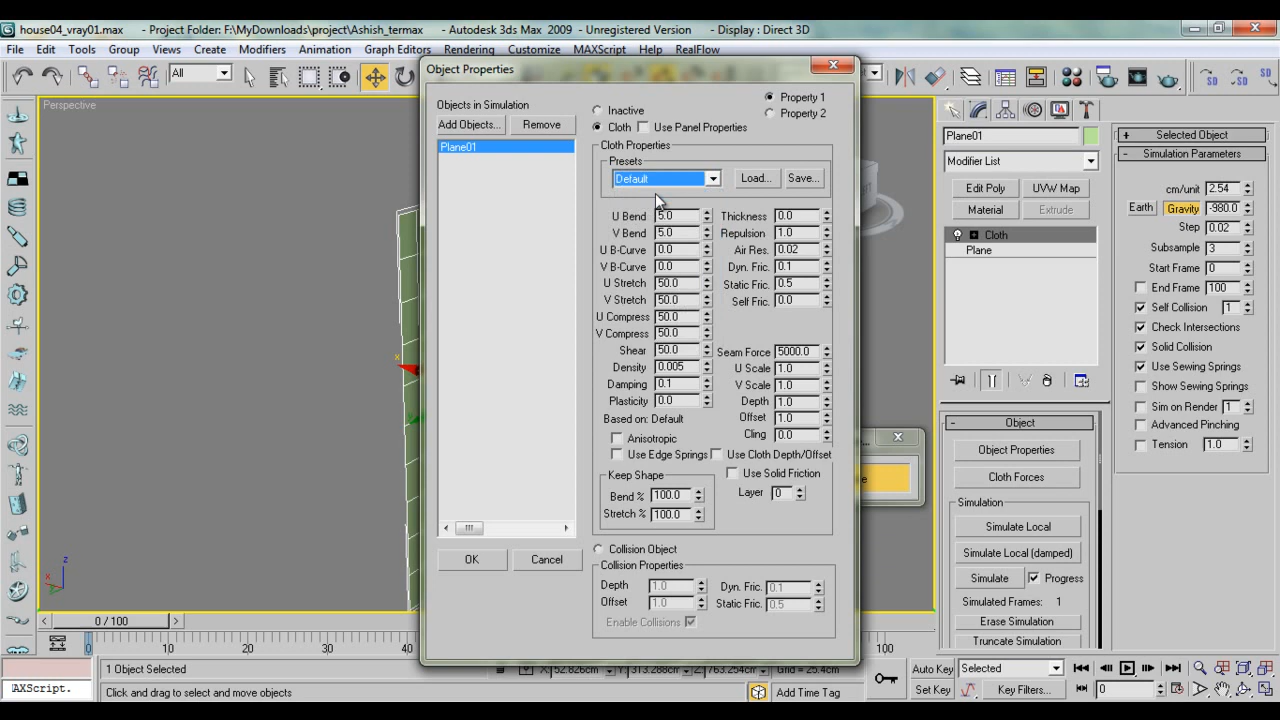 house04_vray01.max - Project Folder: F:\MyDownloads\project\Ashish_termax - Autodesk 3ds Max 2009 - Unregistered Version - Display : Direct 3D
File Edit Tools Group Views Create Modifiers Animation Graph Editors Rendering Customize MAXScript Help RealFlow
All
Perspective
Object Properties
Objects in Simulation
Add Objects... Remove
Plane01
OK Cancel
Inactive
Property 1
Property 2
Cloth Use Panel Properties
Cloth Properties
Presets
Default Load... Save...
U Bend 5.0 Thickness 0.0
V Bend 5.0 Repulsion 1.0
U B-Curve 0.0 Air Res. 0.02
V B-Curve 0.0 Dyn. Fric. 0.1
U Stretch 50.0 Static Fric. 0.5
V Stretch 50.0 Self Fric. 0.0
U Compress 50.0
V Compress 50.0
Shear 50.0 Seam Force 5000.0
Density 0.005 U Scale 1.0
Damping 0.1 V Scale 1.0
Plasticity 0.0 Depth 1.0
Based on: Default Offset 1.0
Cling 0.0
Anisotropic
Use Edge Springs Use Cloth Depth/Offset
Keep Shape Use Solid Friction
Bend % 100.0 Layer 0
Stretch % 100.0
Collision Object
Collision Properties
Depth 1.0 Dyn. Fric. 0.1
Offset 1.0 Static Fric. 0.5
Enable Collisions
Plane01
Modifier List
Edit Poly UVW Map
Material Extrude
Cloth
Plane
Object
Object Properties
Cloth Forces
Simulation
Simulate Local
Simulate Local (damped)
Simulate Progress
Simulated Frames: 1
Erase Simulation
Truncate Simulation
+ Selected Object
- Simulation Parameters
cm/unit 2.54
Earth Gravity -980.0
Step 0.02
Subsample 3
Start Frame 0
End Frame 100
Self Collision 1
Check Intersections
Solid Collision
Use Sewing Springs
Show Sewing Springs
Sim on Render 1
Advanced Pinching
Tension 1.0
x
z
x
0 / 100
0 10 20 30 40 100
1 Object Selected X: 52.826cm 313.288cm 763.254cm Grid = 25.4cm Auto Key Selected
Click and drag to select and move objects Add Time Tag Set Key Key Filters... 0